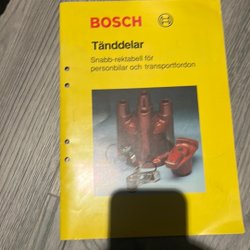 BOSCH
Tänddelar
Snabb-rektabell för
personbilar och transportfordon